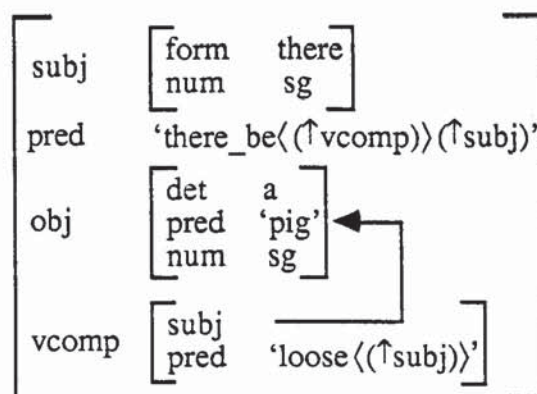 subj form there
num sg
pred ‘there_be⟨(↑vcomp)⟩(↑subj)’
det a
obj pred ‘pig’
num sg
vcomp subj
pred ‘loose⟨(↑subj)⟩’